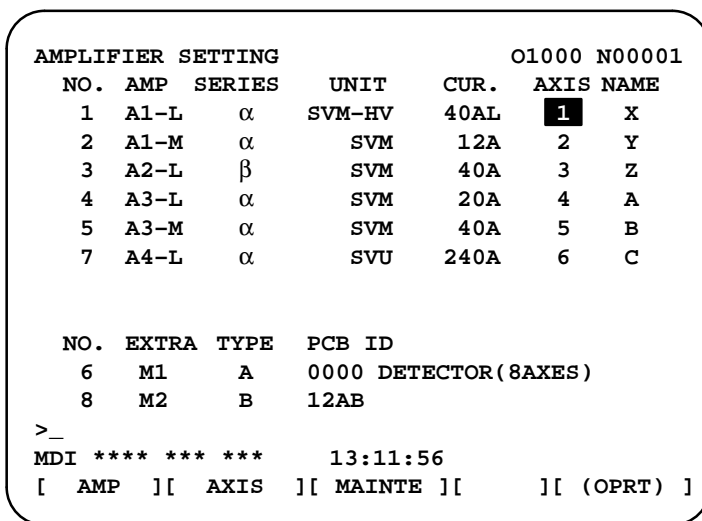 AMPLIFIER SETTING O1000 N00001
NO. AMP SERIES UNIT CUR. AXIS NAME
1 A1-L α SVM-HV 40AL 1 X
2 A1-M α SVM 12A 2 Y
3 A2-L β SVM 40A 3 Z
4 A3-L α SVM 20A 4 A
5 A3-M α SVM 40A 5 B
7 A4-L α SVU 240A 6 C
NO. EXTRA TYPE PCB ID
6 M1 A 0000 DETECTOR(8AXES)
8 M2 B 12AB
>_
MDI **** *** *** 13:11:56
[ AMP ][ AXIS ][ MAINTE ][ ][ (OPRT) ]